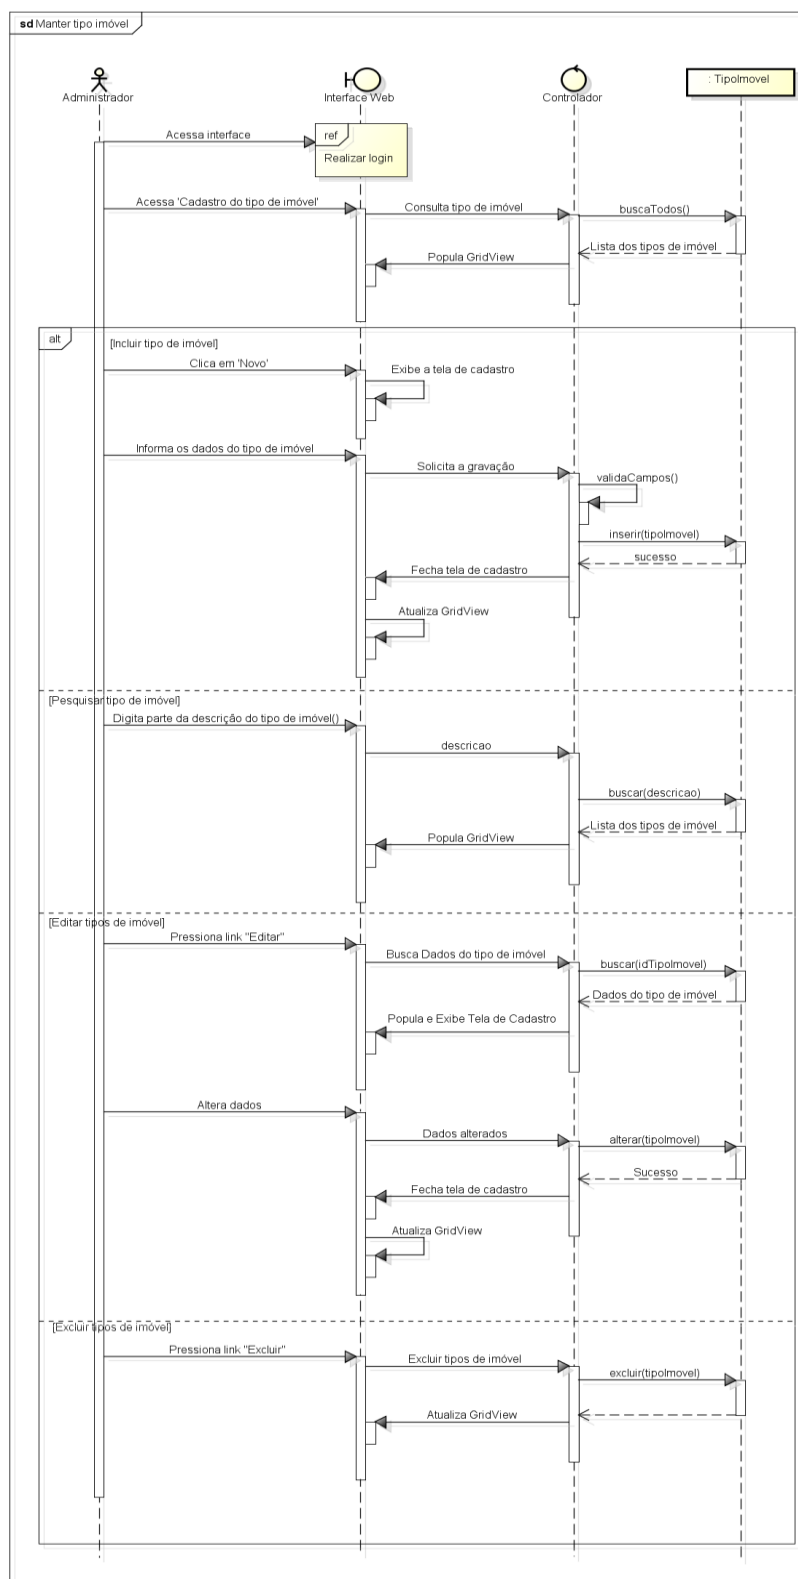 sd Manter tipo imóvel
Administrador
Interface Web
Controlador
: TipoImovel
Acessa interface
ref
Realizar login
Acessa 'Cadastro do tipo de imóvel'
Consulta tipo de imóvel
buscaTodos()
Lista dos tipos de imóvel
Popula GridView
alt
[Incluir tipo de imóvel]
Clica em 'Novo'
Exibe a tela de cadastro
Informa os dados do tipo de imóvel
Solicita a gravação
validaCampos()
inserir(tipoImovel)
sucesso
Fecha tela de cadastro
Atualiza GridView
[Pesquisar tipo de imóvel]
Digita parte da descrição do tipo de imóvel()
descricao
buscar(descricao)
Lista dos tipos de imóvel
Popula GridView
[Editar tipos de imóvel]
Pressiona link "Editar"
Busca Dados do tipo de imóvel
buscar(idTipoImovel)
Dados do tipo de imóvel
Popula e Exibe Tela de Cadastro
Altera dados
Dados alterados
alterar(tipoImovel)
Sucesso
Fecha tela de cadastro
Atualiza GridView
[Excluir tipos de imóvel]
Pressiona link "Excluir"
Excluir tipos de imóvel
excluir(tipoImovel)
Atualiza GridView